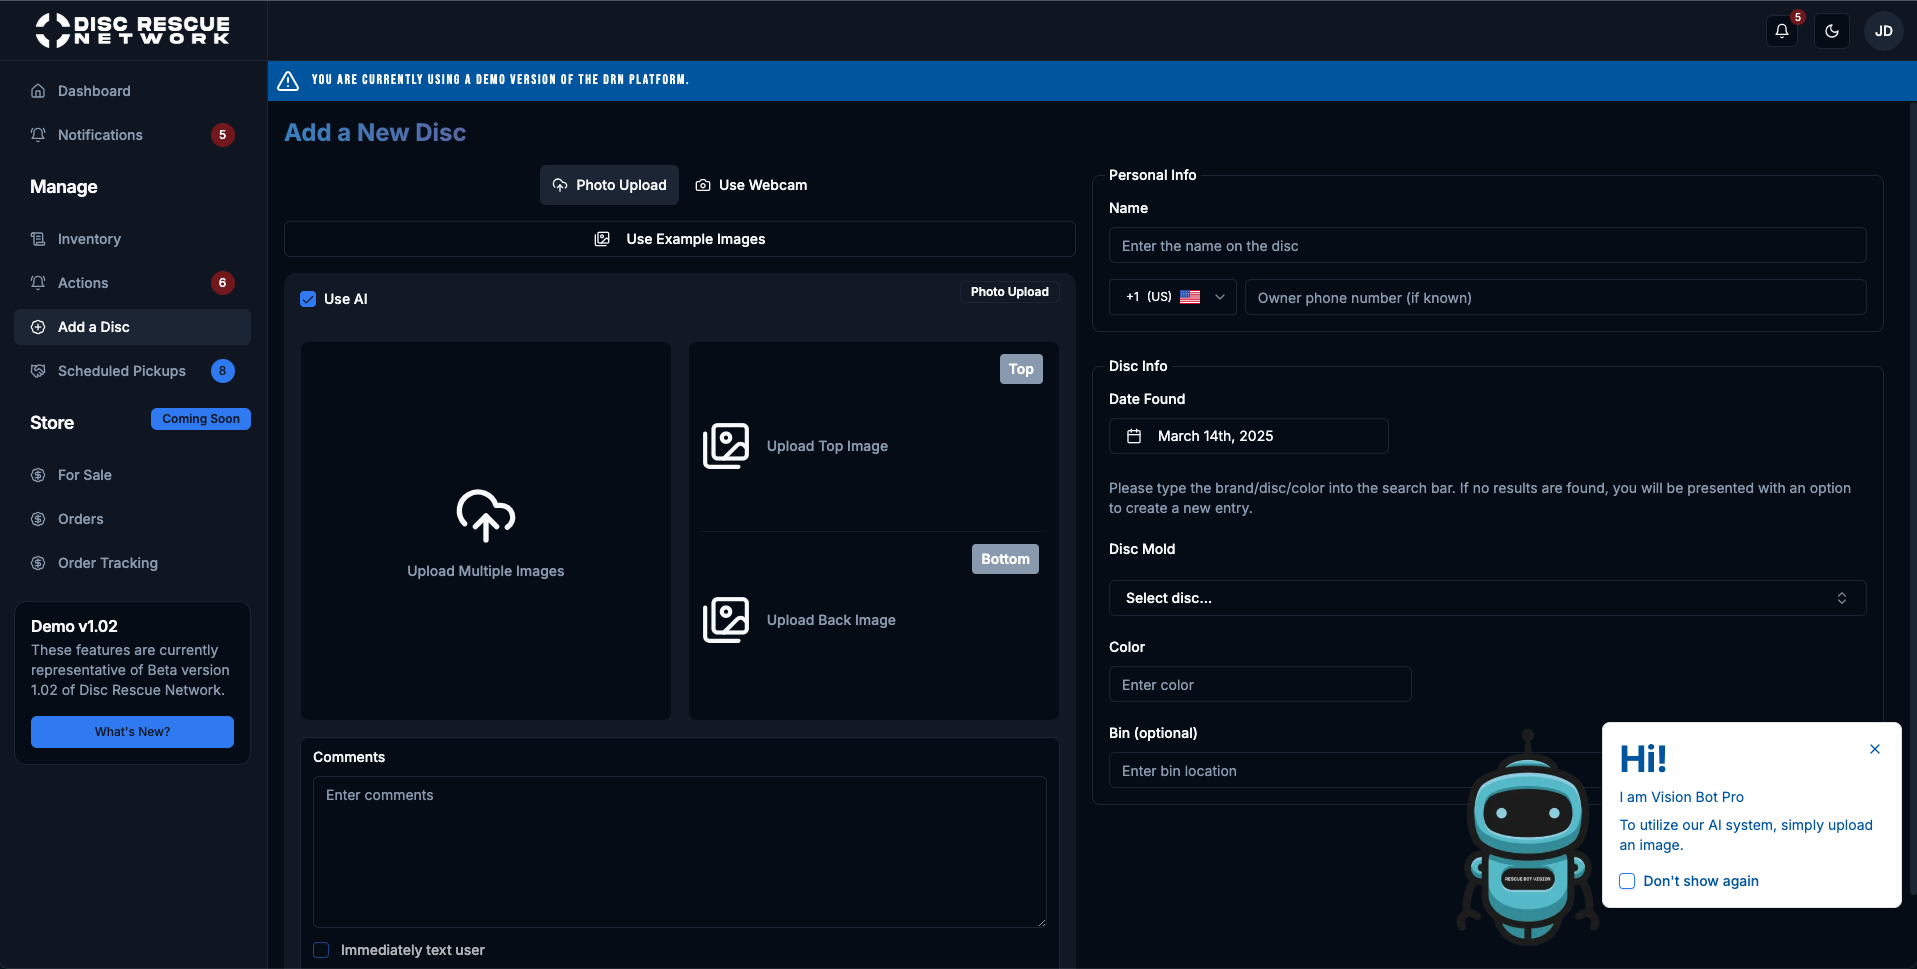 DISC RESCUE
NETWORK
5
JD
Dashboard
Notifications
5
Manage
Inventory
Actions
6
Add a Disc
Scheduled Pickups
8
Store
Coming Soon
For Sale
Orders
Order Tracking
Demo v1.02
These features are currently
representative of Beta version
1.02 of Disc Rescue Network.
What's New?
YOU ARE CURRENTLY USING A DEMO VERSION OF THE DRN PLATFORM.
Add a New Disc
Photo Upload
Use Webcam
Use Example Images
Use AI
Photo Upload
Upload Multiple Images
Top
Upload Top Image
Bottom
Upload Back Image
Comments
Enter comments
Immediately text user
Personal Info
Name
Enter the name on the disc
+1 (US)
Owner phone number (if known)
Disc Info
Date Found
March 14th, 2025
Please type the brand/disc/color into the search bar. If no results are found, you will be presented with an option
to create a new entry.
Disc Mold
Select disc...
Color
Enter color
Bin (optional)
Enter bin location
RESCUE BOT VISION
Hi!
I am Vision Bot Pro
To utilize our AI system, simply upload
an image.
Don't show again